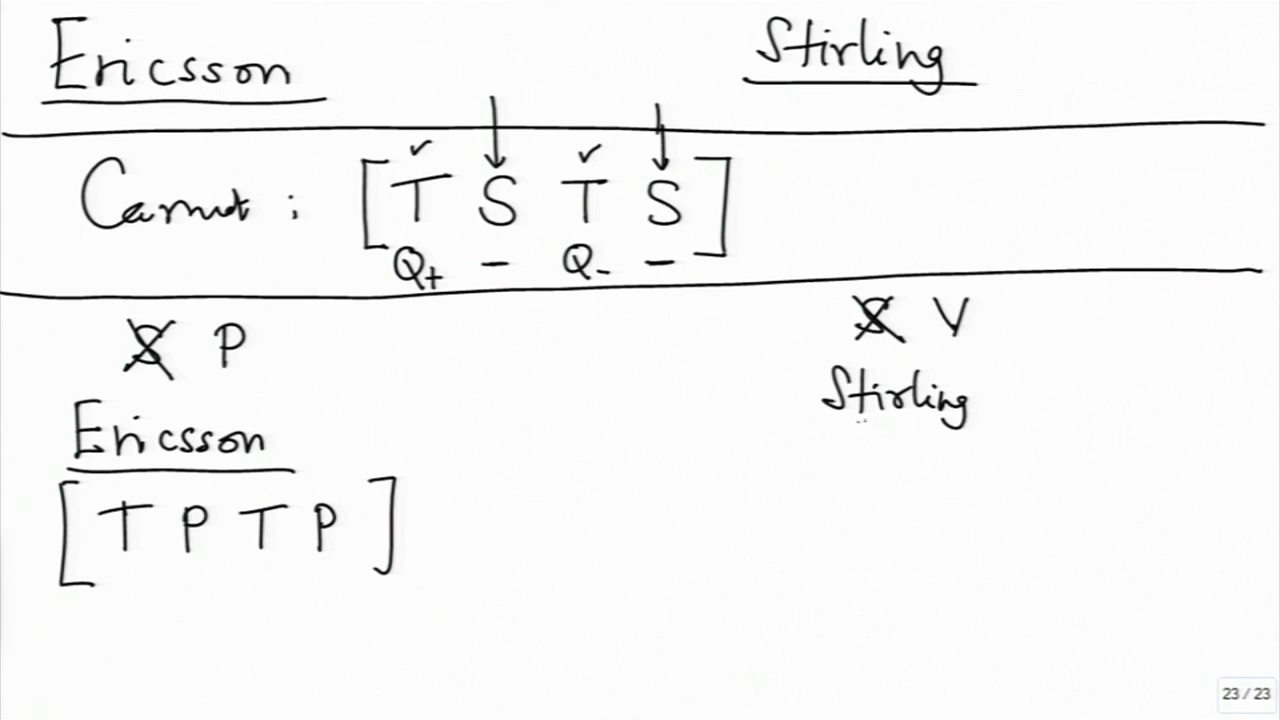 Ericsson Stirling
Carnot : [ T S T S ]
Q+ - Q- -
S P S V
Stirling
Ericsson
[ T P T P ]
23 / 23